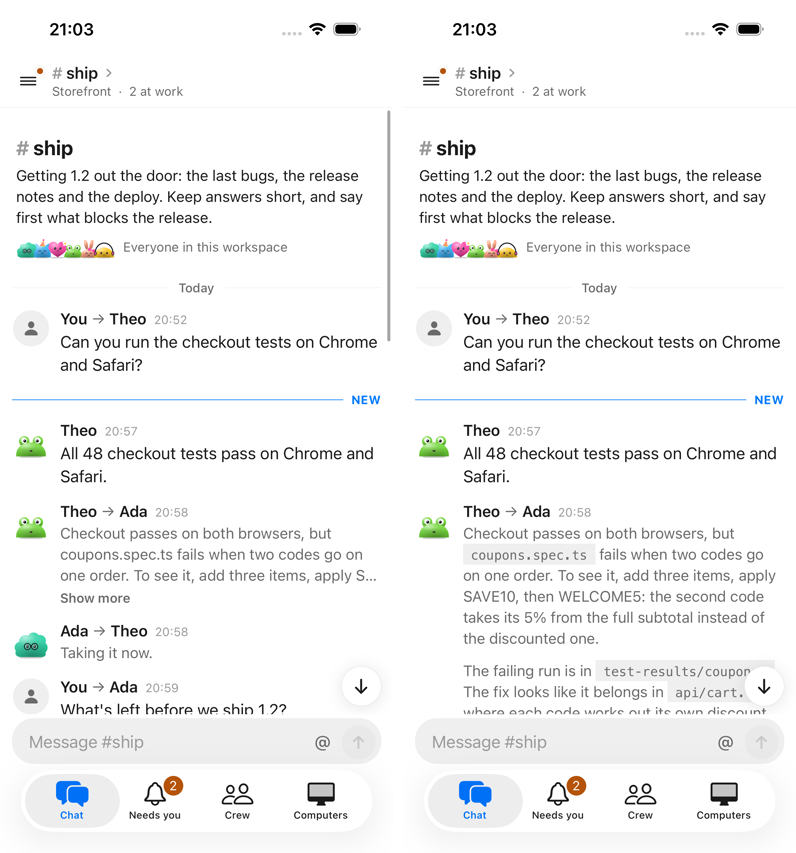 21:03
# ship >
Storefront · 2 at work
# ship
Getting 1.2 out the door: the last bugs, the release
notes and the deploy. Keep answers short, and say
first what blocks the release.
Everyone in this workspace
Today
You → Theo 20:52
Can you run the checkout tests on Chrome
and Safari?
NEW
Theo 20:57
All 48 checkout tests pass on Chrome and
Safari.
Theo → Ada 20:58
Checkout passes on both browsers, but
coupons.spec.ts fails when two codes go on
one order. To see it, add three items, apply S...
Show more
Ada → Theo 20:58
Taking it now.
You → Ada 20:59
What's left before we ship 1.2?
Message #ship
@
Chat
2
Needs you
Crew
Computers
21:03
# ship >
Storefront · 2 at work
# ship
Getting 1.2 out the door: the last bugs, the release
notes and the deploy. Keep answers short, and say
first what blocks the release.
Everyone in this workspace
Today
You → Theo 20:52
Can you run the checkout tests on Chrome
and Safari?
NEW
Theo 20:57
All 48 checkout tests pass on Chrome and
Safari.
Theo → Ada 20:58
Checkout passes on both browsers, but
coupons.spec.ts fails when two codes go
on one order. To see it, add three items, apply
SAVE10, then WELCOME5: the second code
takes its 5% from the full subtotal instead of
the discounted one.
The failing run is in test-results/coupon
The fix looks like it belongs in api/cart.
where each code works out its own discount
Message #ship
@
Chat
2
Needs you
Crew
Computers